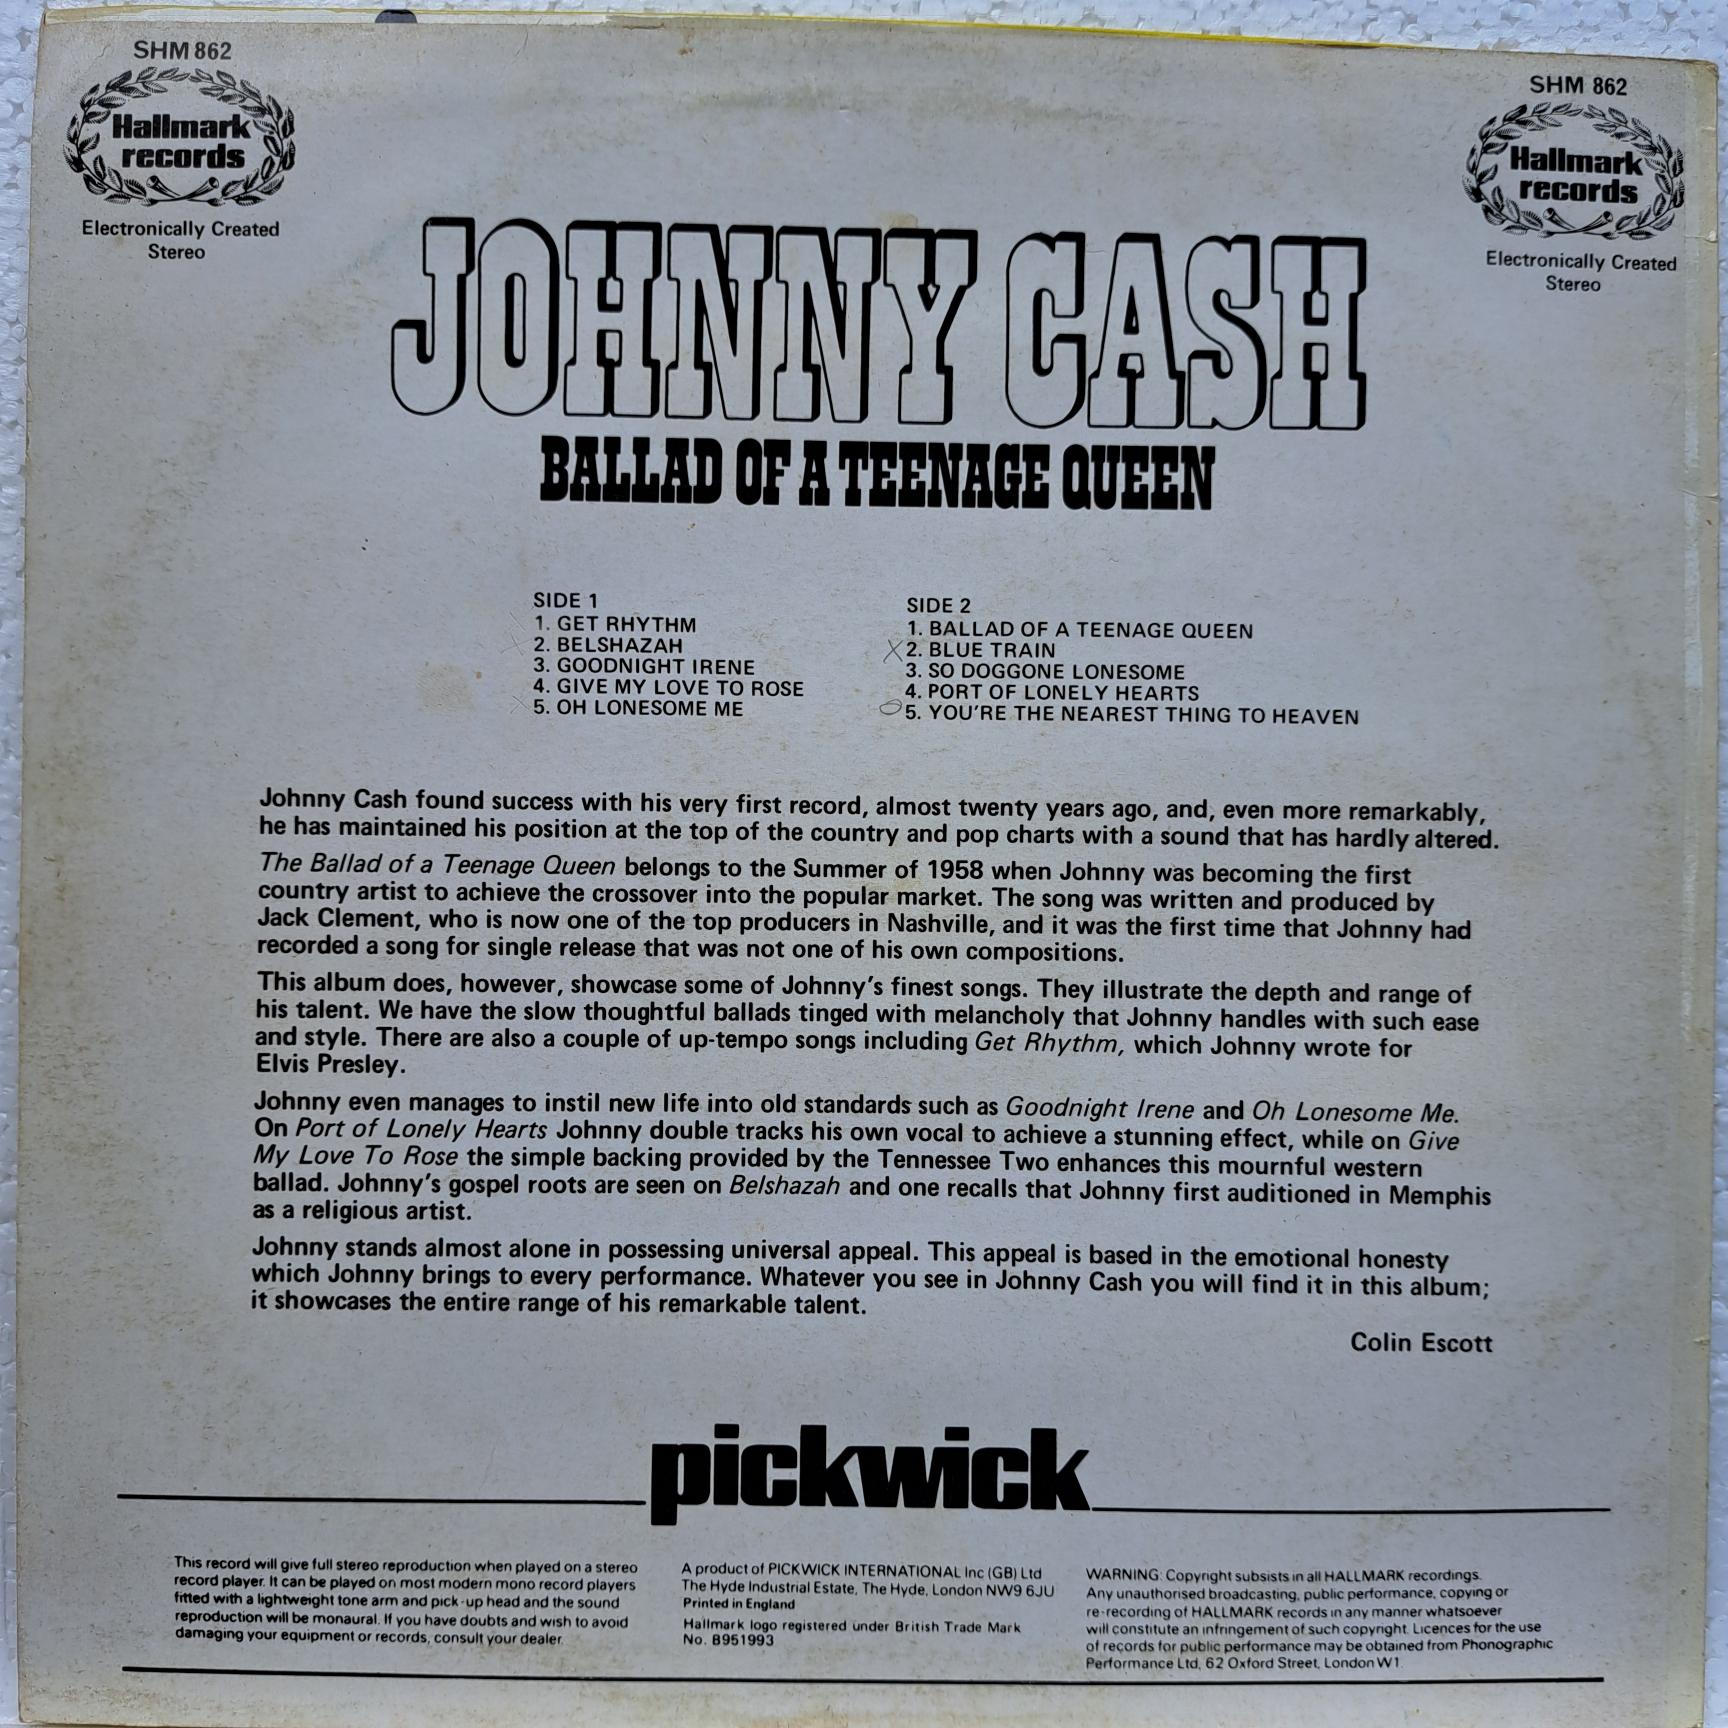 SHM 862
Hallmark
records
Electronically Created
Stereo
SHM 862
Hallmark
records
Electronically Created
Stereo
JOHNNY CASH
BALLAD OF A TEENAGE QUEEN
SIDE 1
1. GET RHYTHM
2. BELSHAZAH
3. GOODNIGHT IRENE
4. GIVE MY LOVE TO ROSE
5. OH LONESOME ME
SIDE 2
1. BALLAD OF A TEENAGE QUEEN
2. BLUE TRAIN
3. SO DOGGONE LONESOME
4. PORT OF LONELY HEARTS
5. YOU'RE THE NEAREST THING TO HEAVEN
Johnny Cash found success with his very first record, almost twenty years ago, and, even more remarkably,
he has maintained his position at the top of the country and pop charts with a sound that has hardly altered.
The Ballad of a Teenage Queen belongs to the Summer of 1958 when Johnny was becoming the first
country artist to achieve the crossover into the popular market. The song was written and produced by
Jack Clement, who is now one of the top producers in Nashville, and it was the first time that Johnny had
recorded a song for single release that was not one of his own compositions.
This album does, however, showcase some of Johnny's finest songs. They illustrate the depth and range of
his talent. We have the slow thoughtful ballads tinged with melancholy that Johnny handles with such ease
and style. There are also a couple of up-tempo songs including Get Rhythm, which Johnny wrote for
Elvis Presley.
Johnny even manages to instil new life into old standards such as Goodnight Irene and Oh Lonesome Me.
On Port of Lonely Hearts Johnny double tracks his own vocal to achieve a stunning effect, while on Give
My Love To Rose the simple backing provided by the Tennessee Two enhances this mournful western
ballad. Johnny's gospel roots are seen on Belshazah and one recalls that Johnny first auditioned in Memphis
as a religious artist.
Johnny stands almost alone in possessing universal appeal. This appeal is based in the emotional honesty
which Johnny brings to every performance. Whatever you see in Johnny Cash you will find it in this album;
it showcases the entire range of his remarkable talent.
Colin Escott
pickwick
This record will give full stereo reproduction when played on a stereo
record player. It can be played on most modern mono record players
fitted with a lightweight tone arm and pick-up head and the sound
reproduction will be monaural. If you have doubts and wish to avoid
damaging your equipment or records, consult your dealer.
A product of PICKWICK INTERNATIONAL Inc (GB) Ltd
The Hyde Industrial Estate, The Hyde, London NW9 6JU
Printed in England
Hallmark logo registered under British Trade Mark
No. B951993
WARNING: Copyright subsists in all HALLMARK recordings.
Any unauthorised broadcasting, public performance, copying or
re-recording of HALLMARK records in any manner whatsoever
will constitute an infringement of such copyright. Licences for the use
of records for public performance may be obtained from Phonographic
Performance Ltd, 62 Oxford Street, London W1.